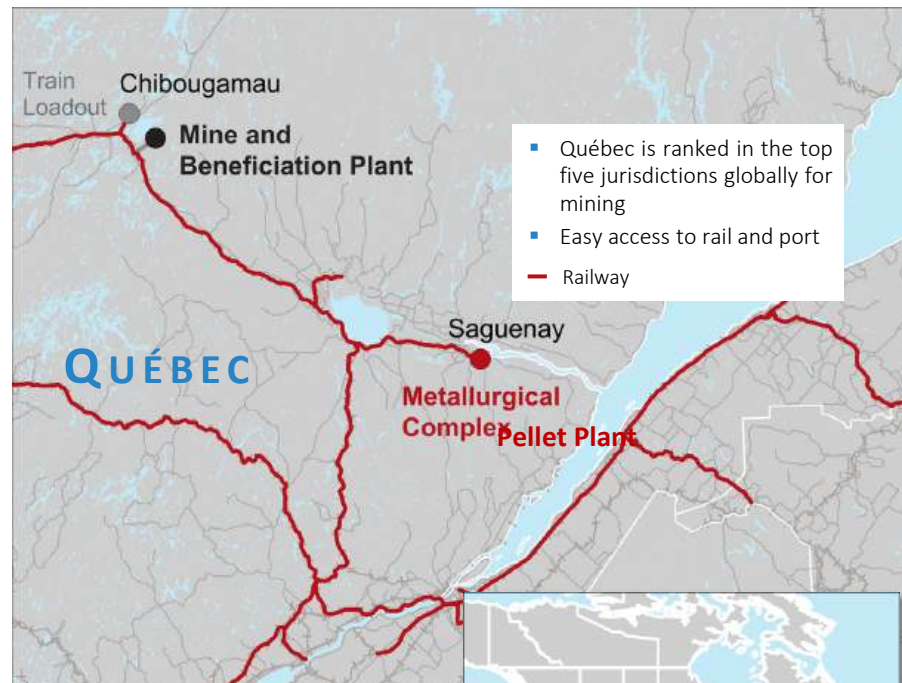 Train
Loadout
Chibougamau
Mine and
Beneficiation Plant
▪ Québec is ranked in the top
five jurisdictions globally for
mining
▪ Easy access to rail and port
Railway
Saguenay
QUÉBEC
Metallurgical
Complex
Pellet Plant